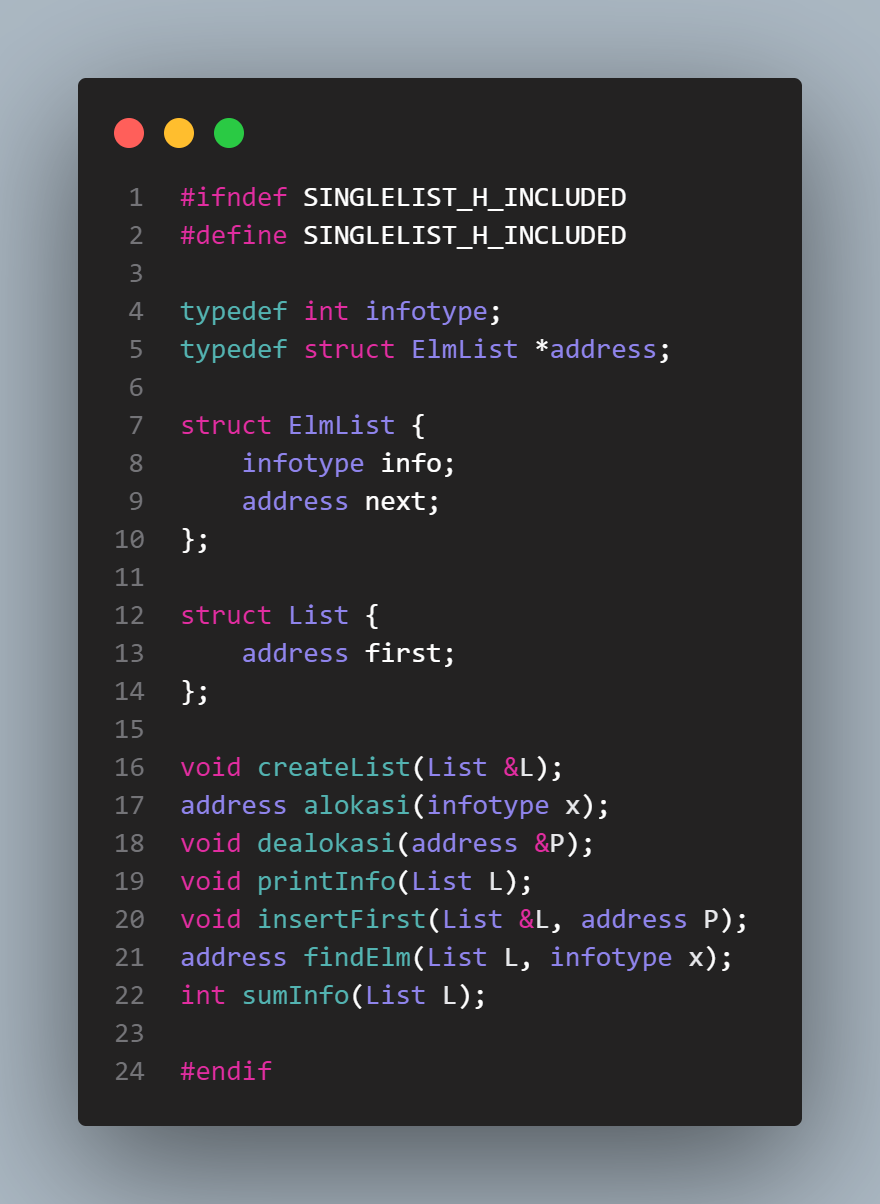 1 #ifndef SINGLELIST_H_INCLUDED
2 #define SINGLELIST_H_INCLUDED
3
4 typedef int infotype;
5 typedef struct ElmList *address;
6
7 struct ElmList {
8     infotype info;
9     address next;
10 };
11
12 struct List {
13     address first;
14 };
15
16 void createList(List &L);
17 address alokasi(infotype x);
18 void dealokasi(address &P);
19 void printInfo(List L);
20 void insertFirst(List &L, address P);
21 address findElm(List L, infotype x);
22 int sumInfo(List L);
23
24 #endif